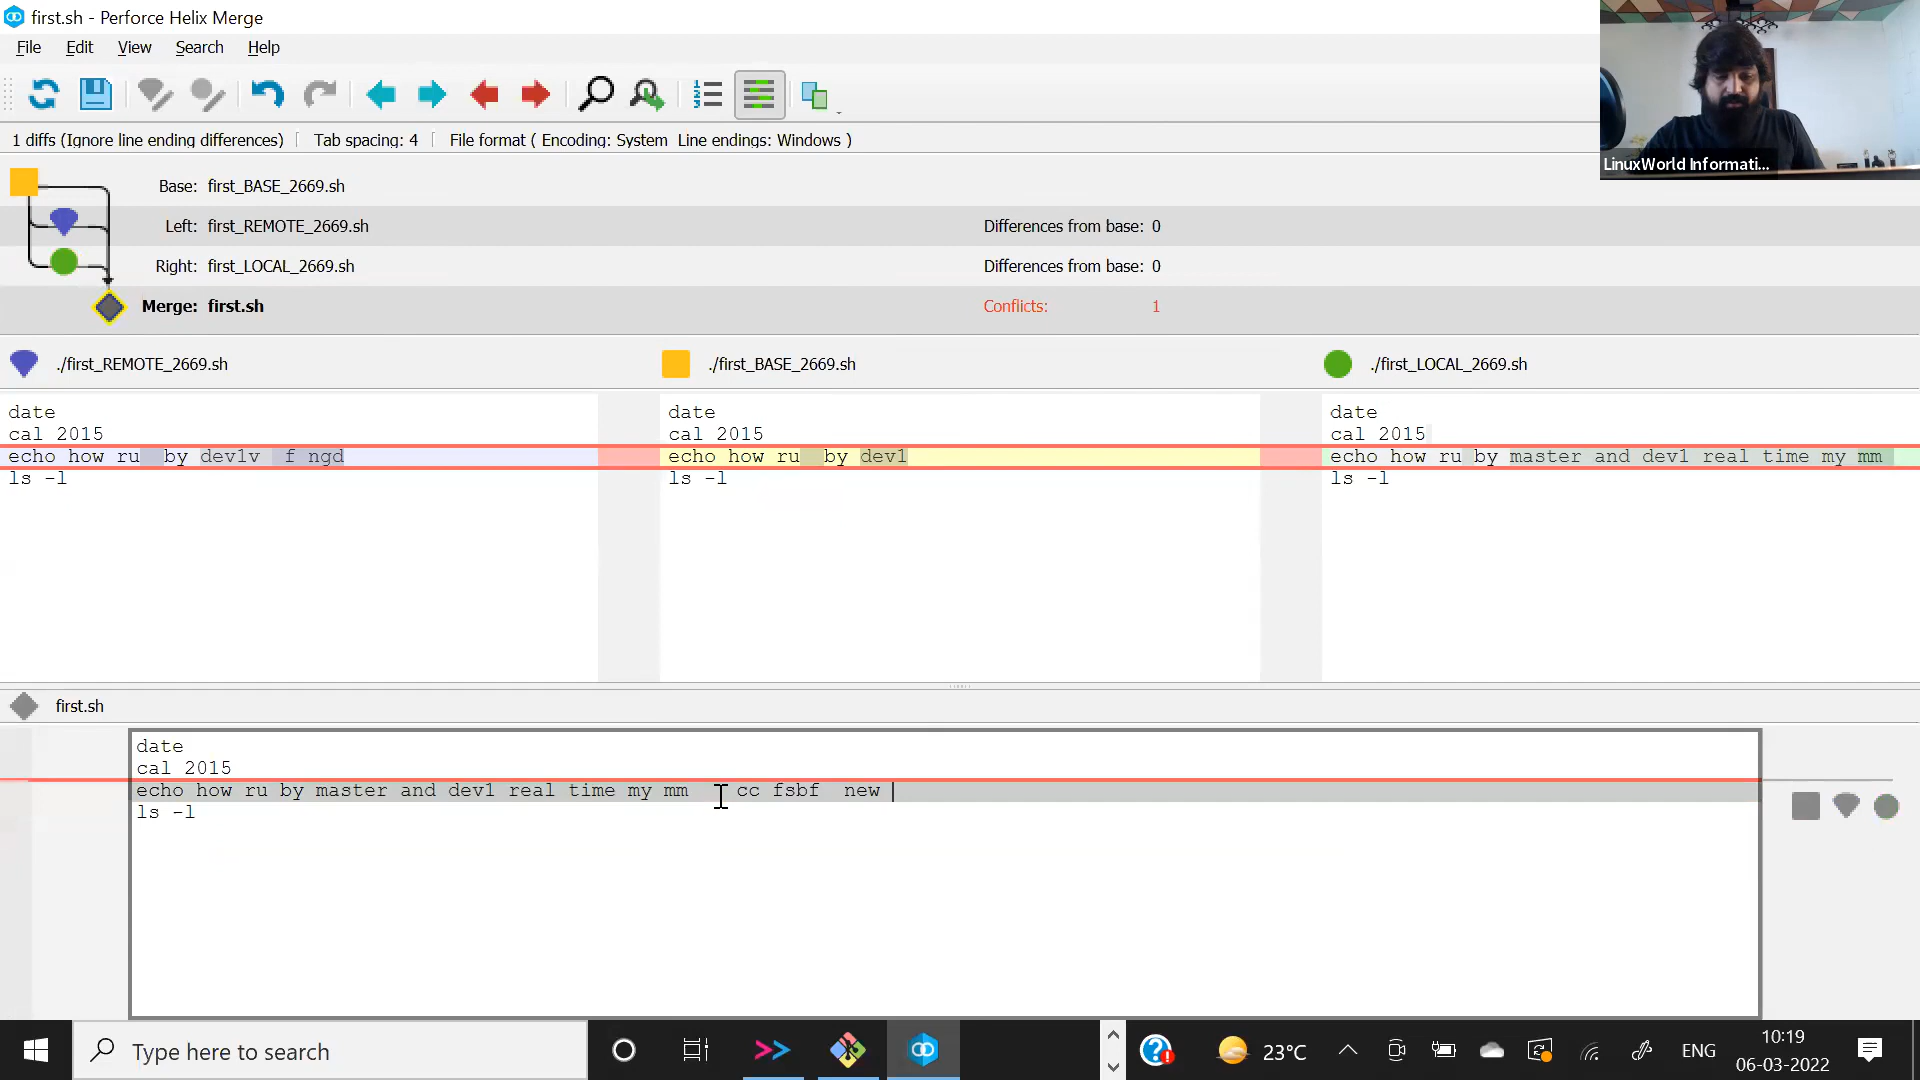 first.sh - Perforce Helix Merge
File Edit View Search Help
1 diffs (Ignore line ending differences) Tab spacing: 4 File format ( Encoding: System Line endings: Windows )
LinuxWorld Informati...
Base: first_BASE_2669.sh
Left: first_REMOTE_2669.sh Differences from base: 0
Right: first_LOCAL_2669.sh Differences from base: 0
Merge: first.sh Conflicts: 1
./first_REMOTE_2669.sh
date
cal 2015
echo how ru  by dev1v  f ngd
ls -l
./first_BASE_2669.sh
date
cal 2015
echo how ru  by dev1
ls -l
./first_LOCAL_2669.sh
date
cal 2015
echo how ru by master and dev1 real time my mm
ls -l
first.sh
date
cal 2015
echo how ru by master and dev1 real time my mm    cc fsbf  new
ls -l
Type here to search
23°C
ENG
10:19
06-03-2022